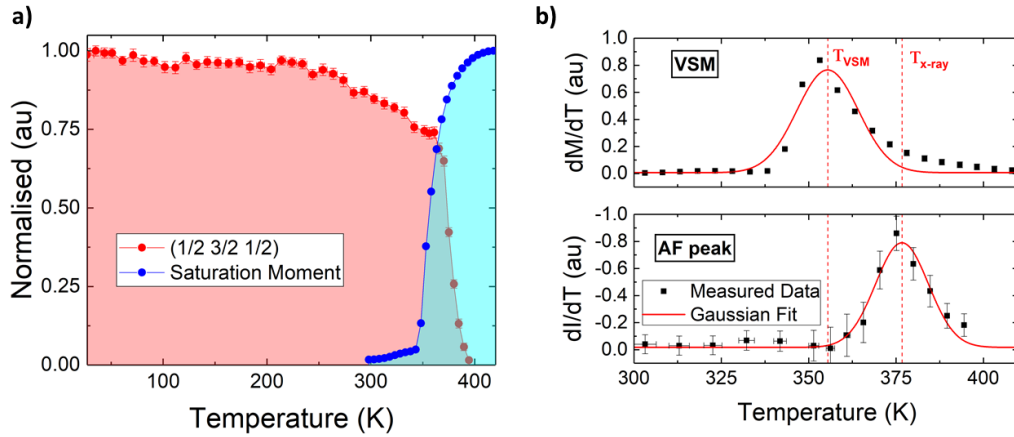 a)
Normalised (au)
1.00
0.75
0.50
0.25
0.00
(1/2 3/2 1/2)
Saturation Moment
100
200
300
400
Temperature (K)
b)
VSM
T_VSM
T_x-ray
dM/dT (au)
1.0
0.8
0.6
0.4
0.2
0.0
AF peak
dI/dT (au)
-1.0
-0.8
-0.6
-0.4
-0.2
0.0
Measured Data
Gaussian Fit
300
325
350
375
400
Temperature (K)